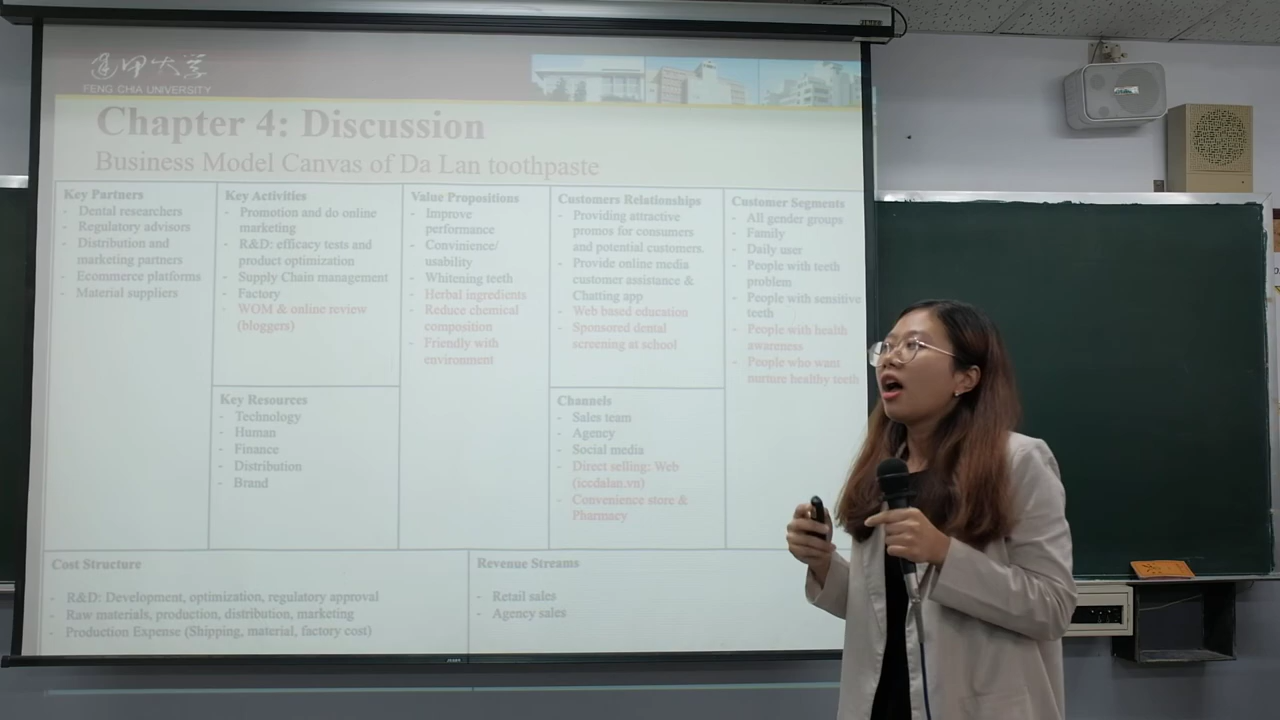 逢甲大學
FENG CHIA UNIVERSITY
Chapter 4: Discussion
Business Model Canvas of Da Lan toothpaste
Key Partners
- Dental researchers
- Regulatory advisors
- Distribution and
marketing partners
- Ecommerce platforms
- Material suppliers
Key Activities
- Promotion and do online
marketing
- R&D: efficacy tests and
product optimization
- Supply Chain management
- Factory
- WOM & online review
(bloggers)
Key Resources
- Technology
- Human
- Finance
- Distribution
- Brand
Value Propositions
- Improve
performance
- Convinience/
usability
- Whitening teeth
- Herbal ingredients
- Reduce chemical
composition
- Friendly with
environment
Customers Relationships
- Providing attractive
promos for consumers
and potential customers.
- Provide online media
customer assistance &
Chatting app
- Web based education
- Sponsored dental
screening at school
Channels
- Sales team
- Agency
- Social media
- Direct selling: Web
(iccdalan.vn)
- Convenience store &
Pharmacy
Customer Segments
- All gender groups
- Family
- Daily user
- People with teeth
problem
- People with sensitive
teeth
- People with health
awareness
- People who want
nurture healthy teeth
Cost Structure
- R&D: Development, optimization, regulatory approval
- Raw materials, production, distribution, marketing
- Production Expense (Shipping, material, factory cost)
Revenue Streams
- Retail sales
- Agency sales